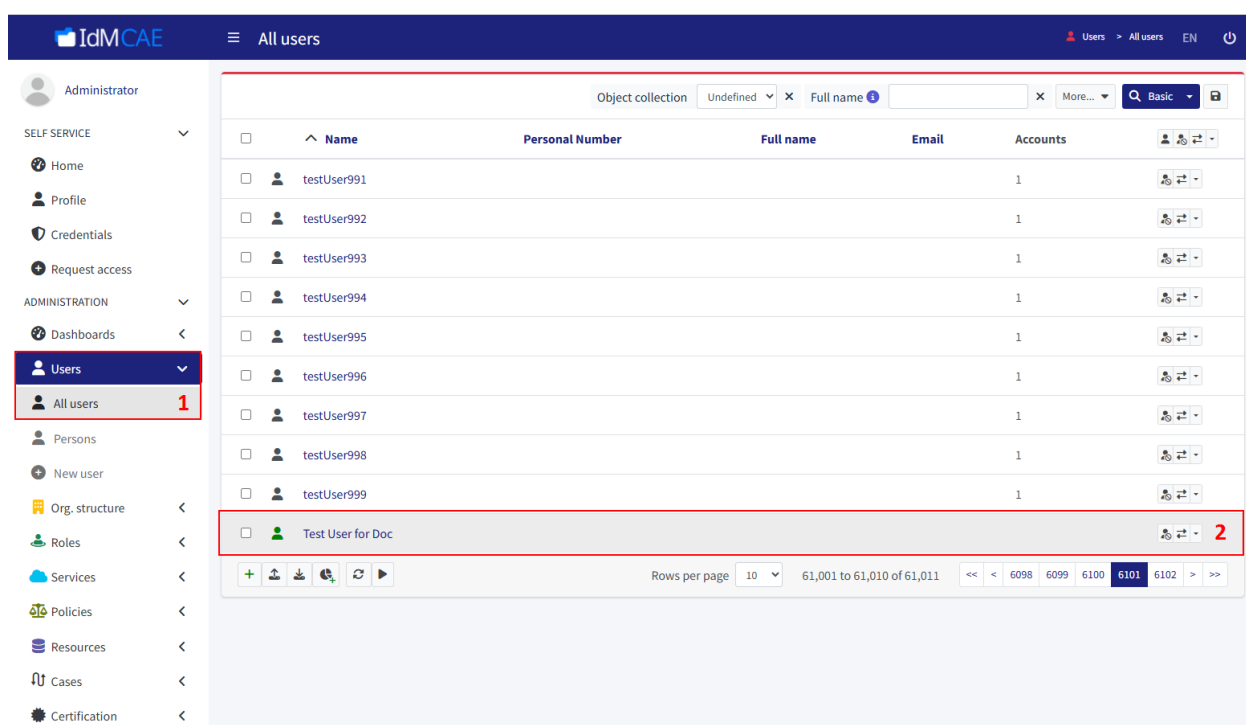 IdMCAE
All users
Users > All users EN
Administrator
Object collection Undefined Full name More... Basic
SELF SERVICE
Home
Profile
Credentials
Request access
ADMINISTRATION
Dashboards
Users
All users 1
Persons
New user
Org. structure
Roles
Services
Policies
Resources
Cases
Certification
Name Personal Number Full name Email Accounts
testUser991 1
testUser992 1
testUser993 1
testUser994 1
testUser995 1
testUser996 1
testUser997 1
testUser998 1
testUser999 1
Test User for Doc 2
Rows per page 10 61,001 to 61,010 of 61,011 << < 6098 6099 6100 6101 6102 > >>